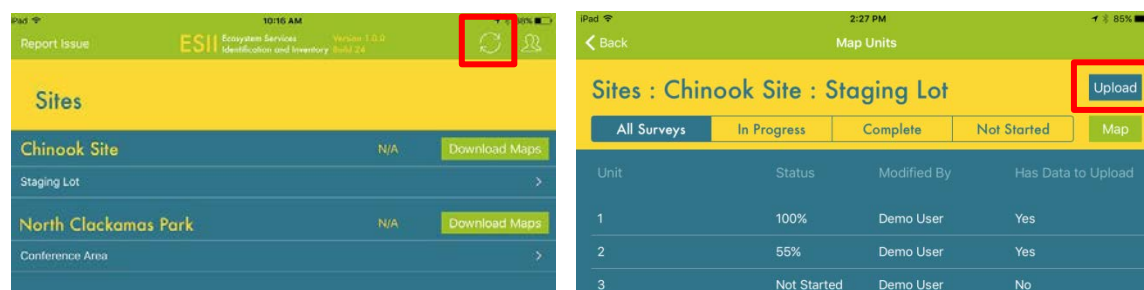 iPad 10:16 AM 98%
Report Issue ESII Ecosystem Services Version 1.0.0
Identification and Inventory Build 24
Sites
Chinook Site N/A Download Maps
Staging Lot
North Clackamas Park N/A Download Maps
Conference Area
iPad 2:27 PM 85%
Back Map Units
Sites : Chinook Site : Staging Lot Upload
All Surveys In Progress Complete Not Started Map
Unit Status Modified By Has Data to Upload
1 100% Demo User Yes
2 55% Demo User Yes
3 Not Started Demo User No